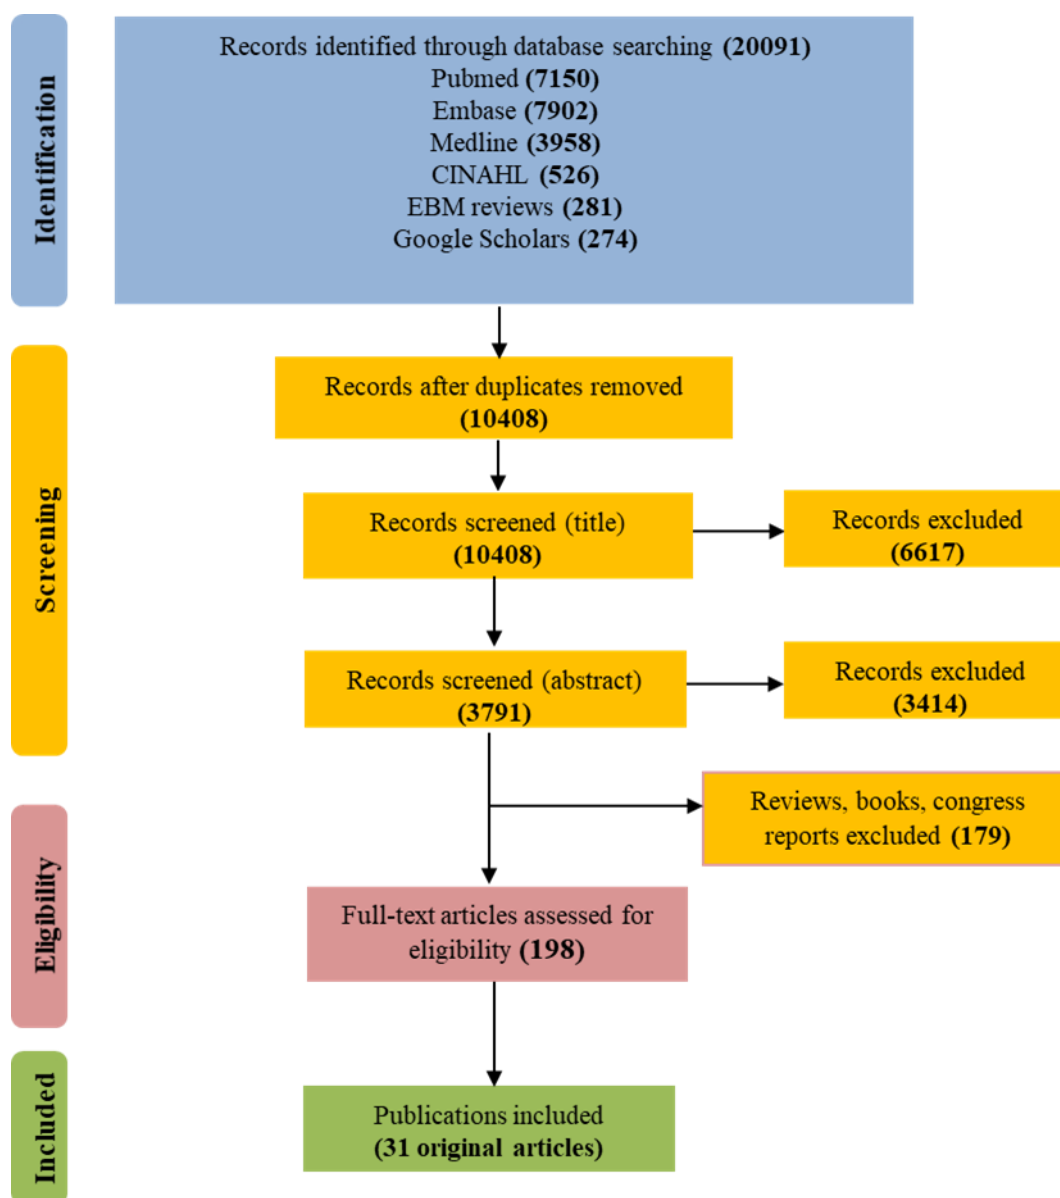 Identification
Records identified through database searching (20091)
Pubmed (7150)
Embase (7902)
Medline (3958)
CINAHL (526)
EBM reviews (281)
Google Scholars (274)
Screening
Records after duplicates removed
(10408)
Records screened (title)
(10408)
Records excluded
(6617)
Records screened (abstract)
(3791)
Records excluded
(3414)
Reviews, books, congress
reports excluded (179)
Eligibility
Full-text articles assessed for
eligibility (198)
Included
Publications included
(31 original articles)